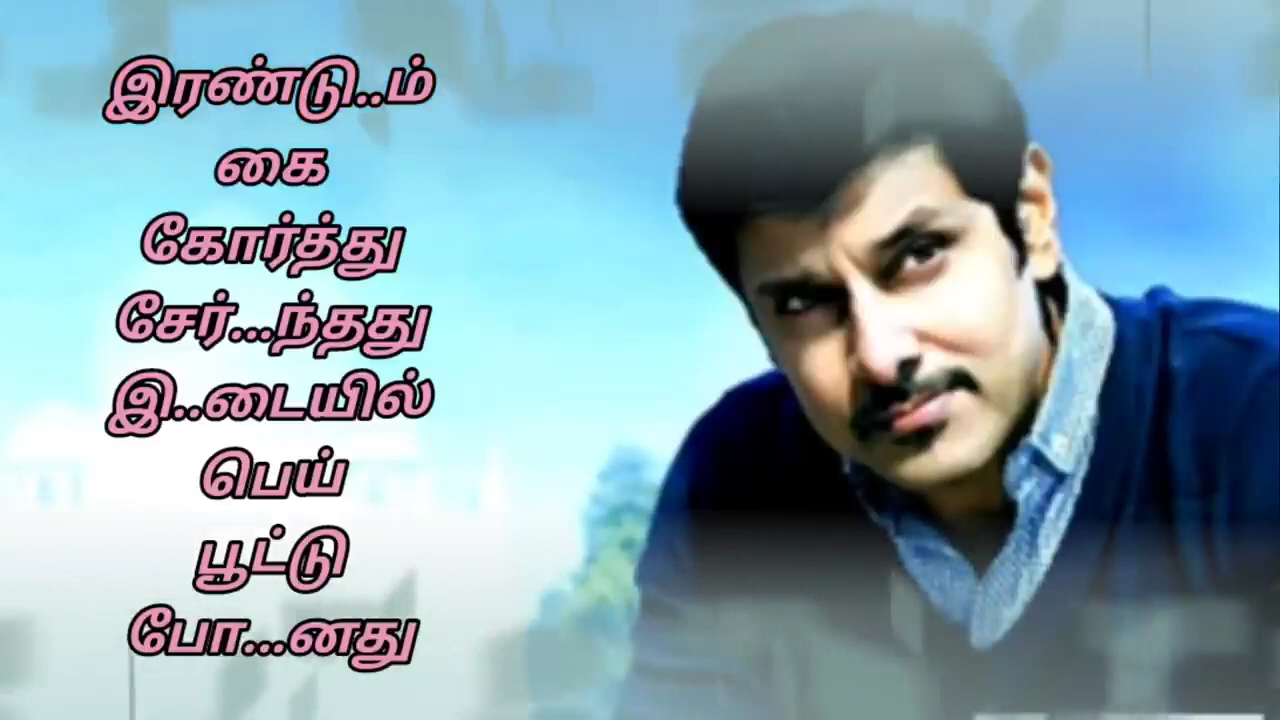 இரண்டு..ம்
கை
கோர்த்து
சேர்...ந்தது
இ..டையில்
பெய்
பூட்டு
போ...னது